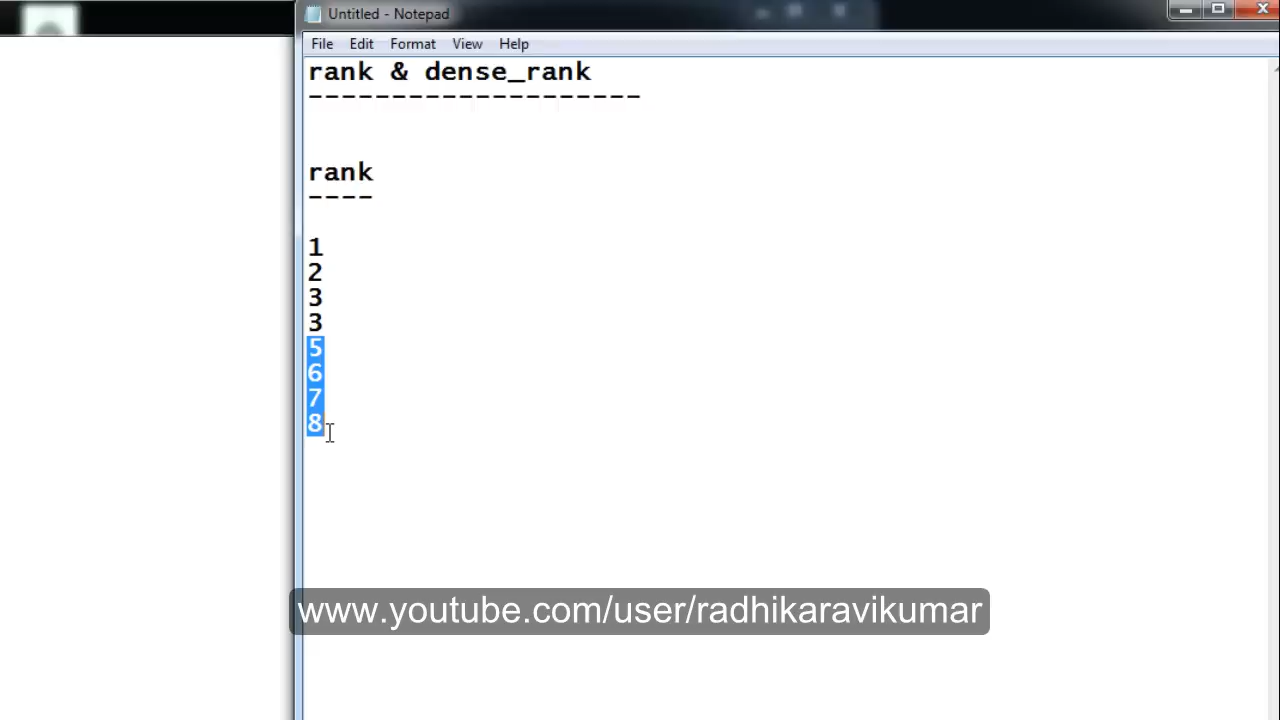 Untitled - Notepad
File Edit Format View Help
rank & dense_rank
--------------------
rank
----
1
2
3
3
5
6
7
8
www.youtube.com/user/radhikaravikumar